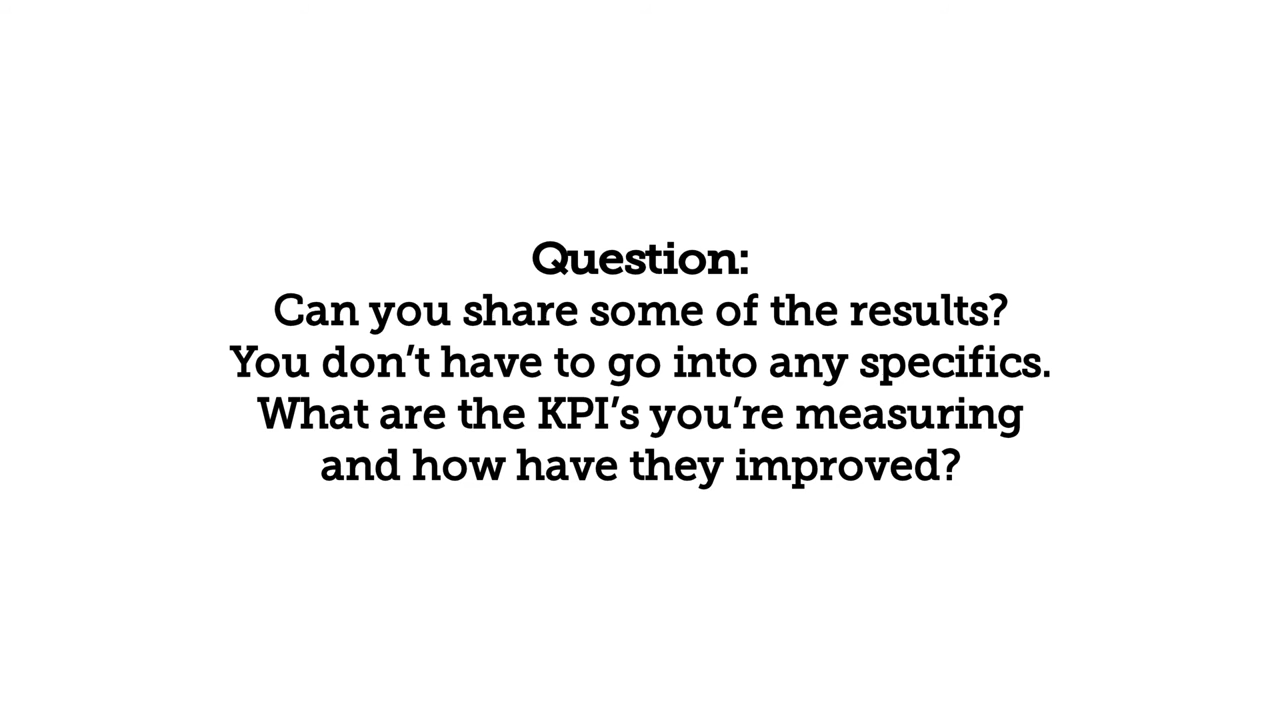 Question:
Can you share some of the results?
You don’t have to go into any specifics.
What are the KPI’s you’re measuring
and how have they improved?